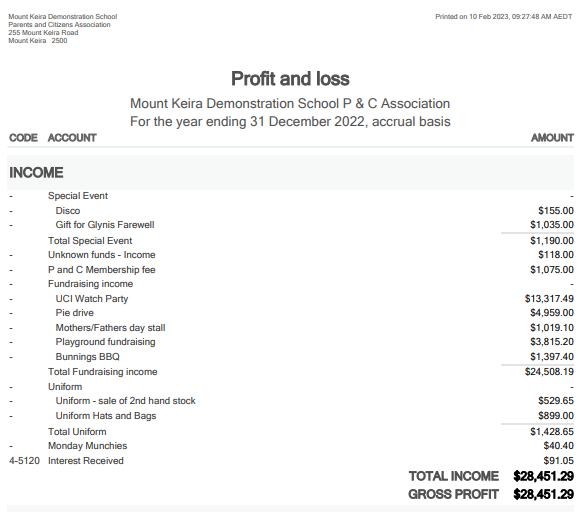 Mount Keira Demonstration School
Parents and Citizens Association
255 Mount Keira Road
Mount Keira 2500
Printed on 10 Feb 2023, 09:27:48 AM AEDT
Profit and loss
Mount Keira Demonstration School P & C Association
For the year ending 31 December 2022, accrual basis
CODE ACCOUNT AMOUNT
INCOME
- Special Event -
- Disco $155.00
- Gift for Glynis Farewell $1,035.00
Total Special Event $1,190.00
- Unknown funds - Income $118.00
- P and C Membership fee $1,075.00
- Fundraising income -
- UCI Watch Party $13,317.49
- Pie drive $4,959.00
- Mothers/Fathers day stall $1,019.10
- Playground fundraising $3,815.20
- Bunnings BBQ $1,397.40
Total Fundraising income $24,508.19
- Uniform -
- Uniform - sale of 2nd hand stock $529.65
- Uniform Hats and Bags $899.00
Total Uniform $1,428.65
- Monday Munchies $40.40
4-5120 Interest Received $91.05
TOTAL INCOME $28,451.29
GROSS PROFIT $28,451.29